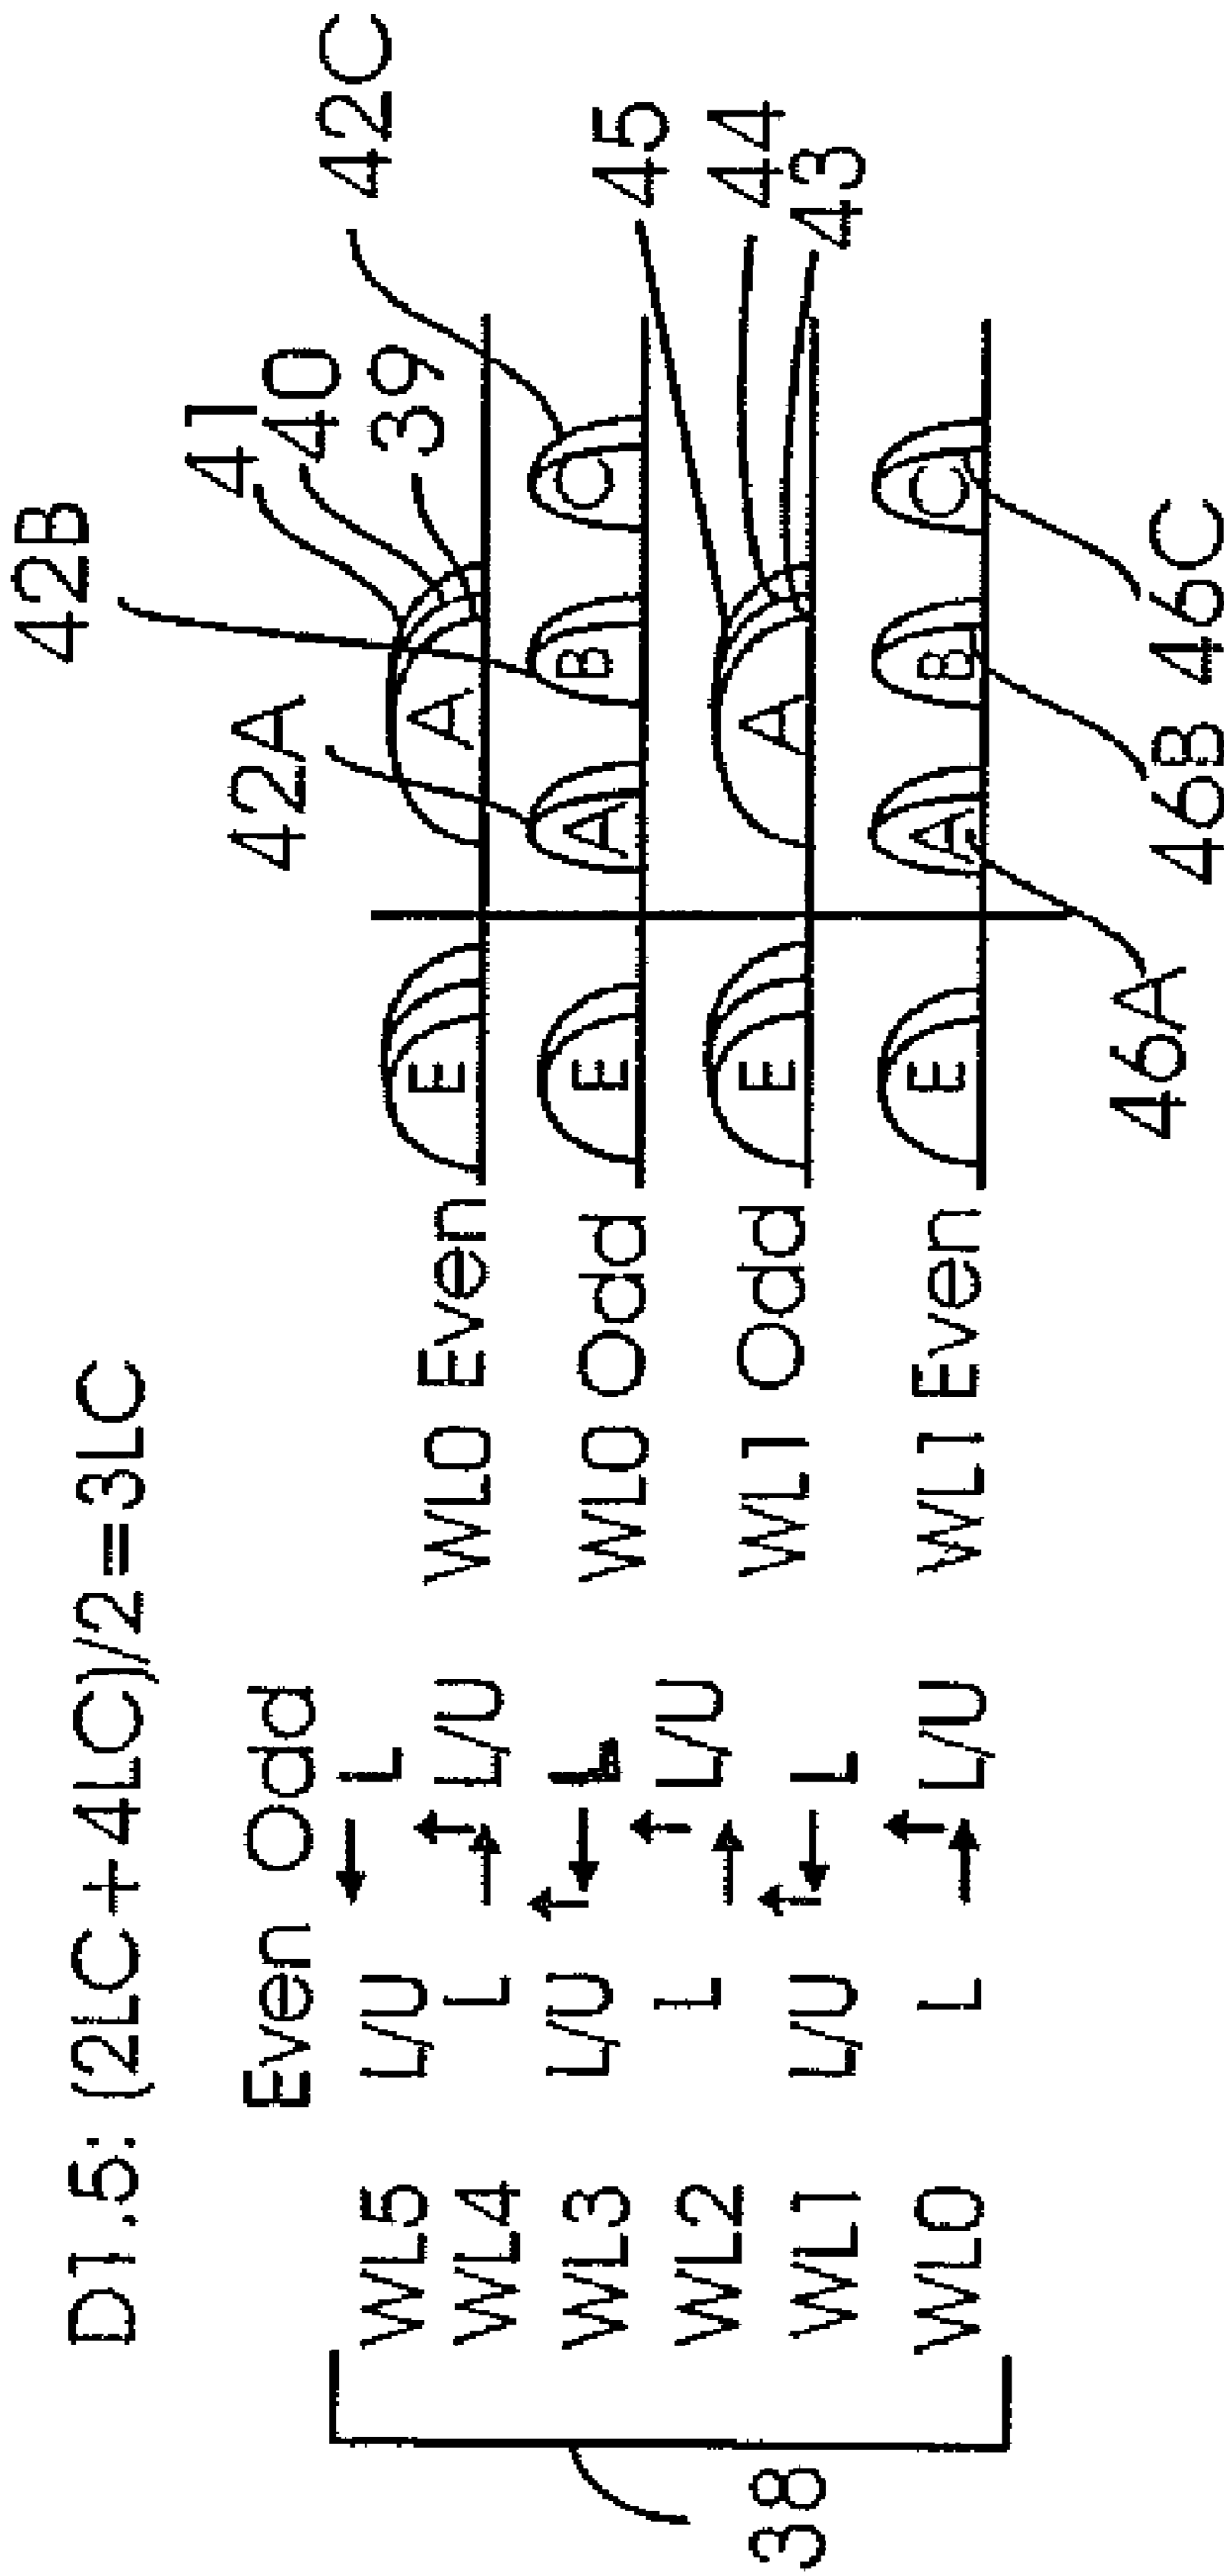 D1.5: (2LC+4LC)/2=3LC
Even Odd
WL5 L/U L
WL4 L L/U
WL3 L/U L
WL2 L L/U
WL1 L/U L
WL0 L L/U
38
WL0 Even E A
WL0 Odd E A B C
WL1 Odd E A
WL1 Even E A B C
42B
41
40
39
42A
42C
45
44
43
46A
46B
46C